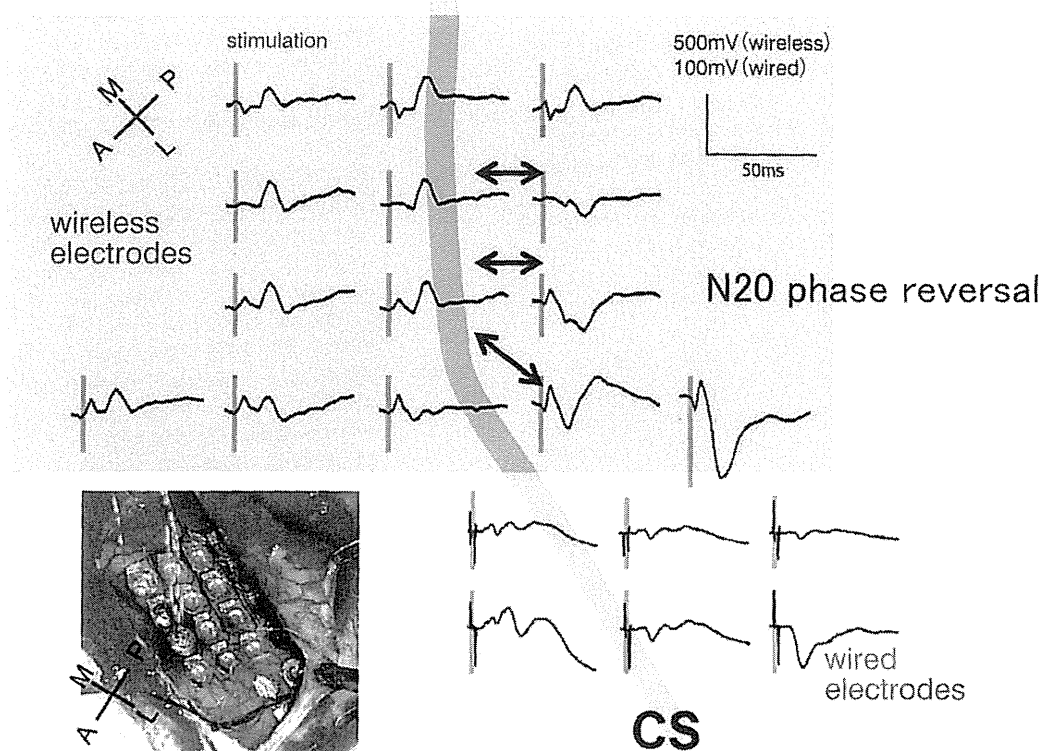 stimulation
500mV(wireless)
100mV(wired)
50ms
M P
A L
wireless
electrodes
N20 phase reversal
M P
A L
wired
electrodes
CS